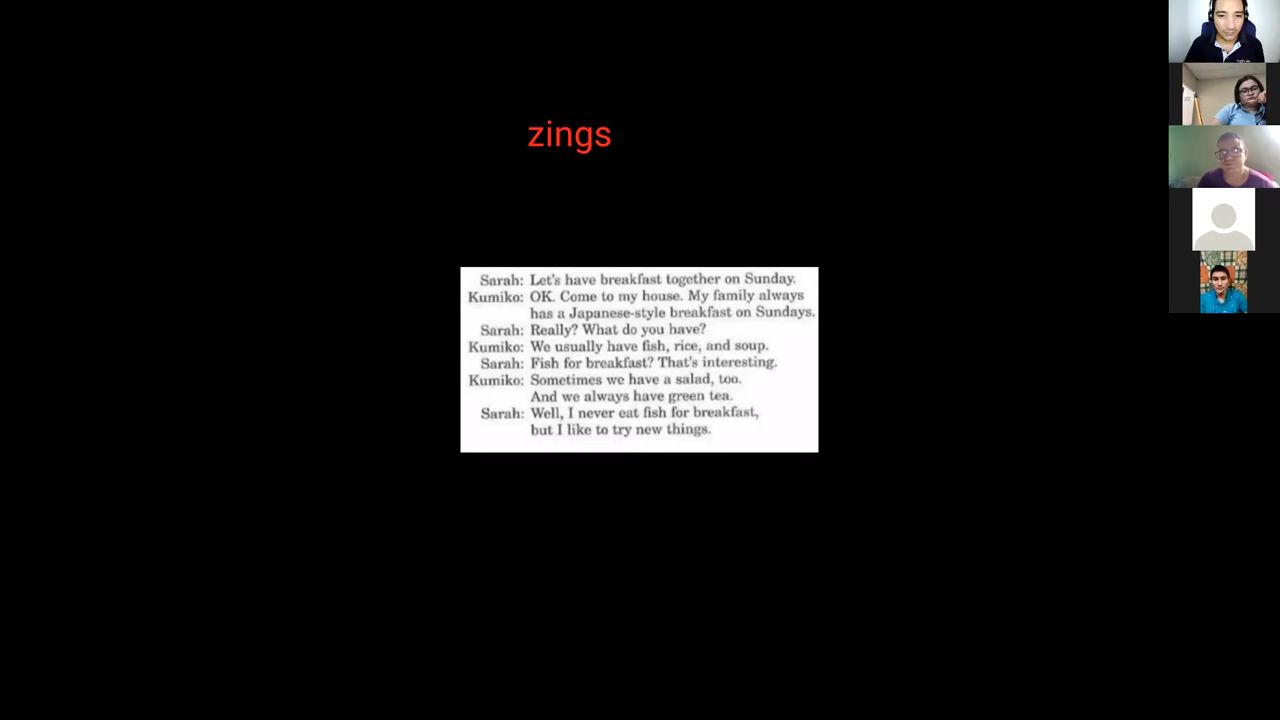 zings
Sarah: Let's have breakfast together on Sunday.
Kumiko: OK. Come to my house. My family always
has a Japanese-style breakfast on Sundays.
Sarah: Really? What do you have?
Kumiko: We usually have fish, rice, and soup.
Sarah: Fish for breakfast? That's interesting.
Kumiko: Sometimes we have a salad, too.
And we always have green tea.
Sarah: Well, I never eat fish for breakfast,
but I like to try new things.